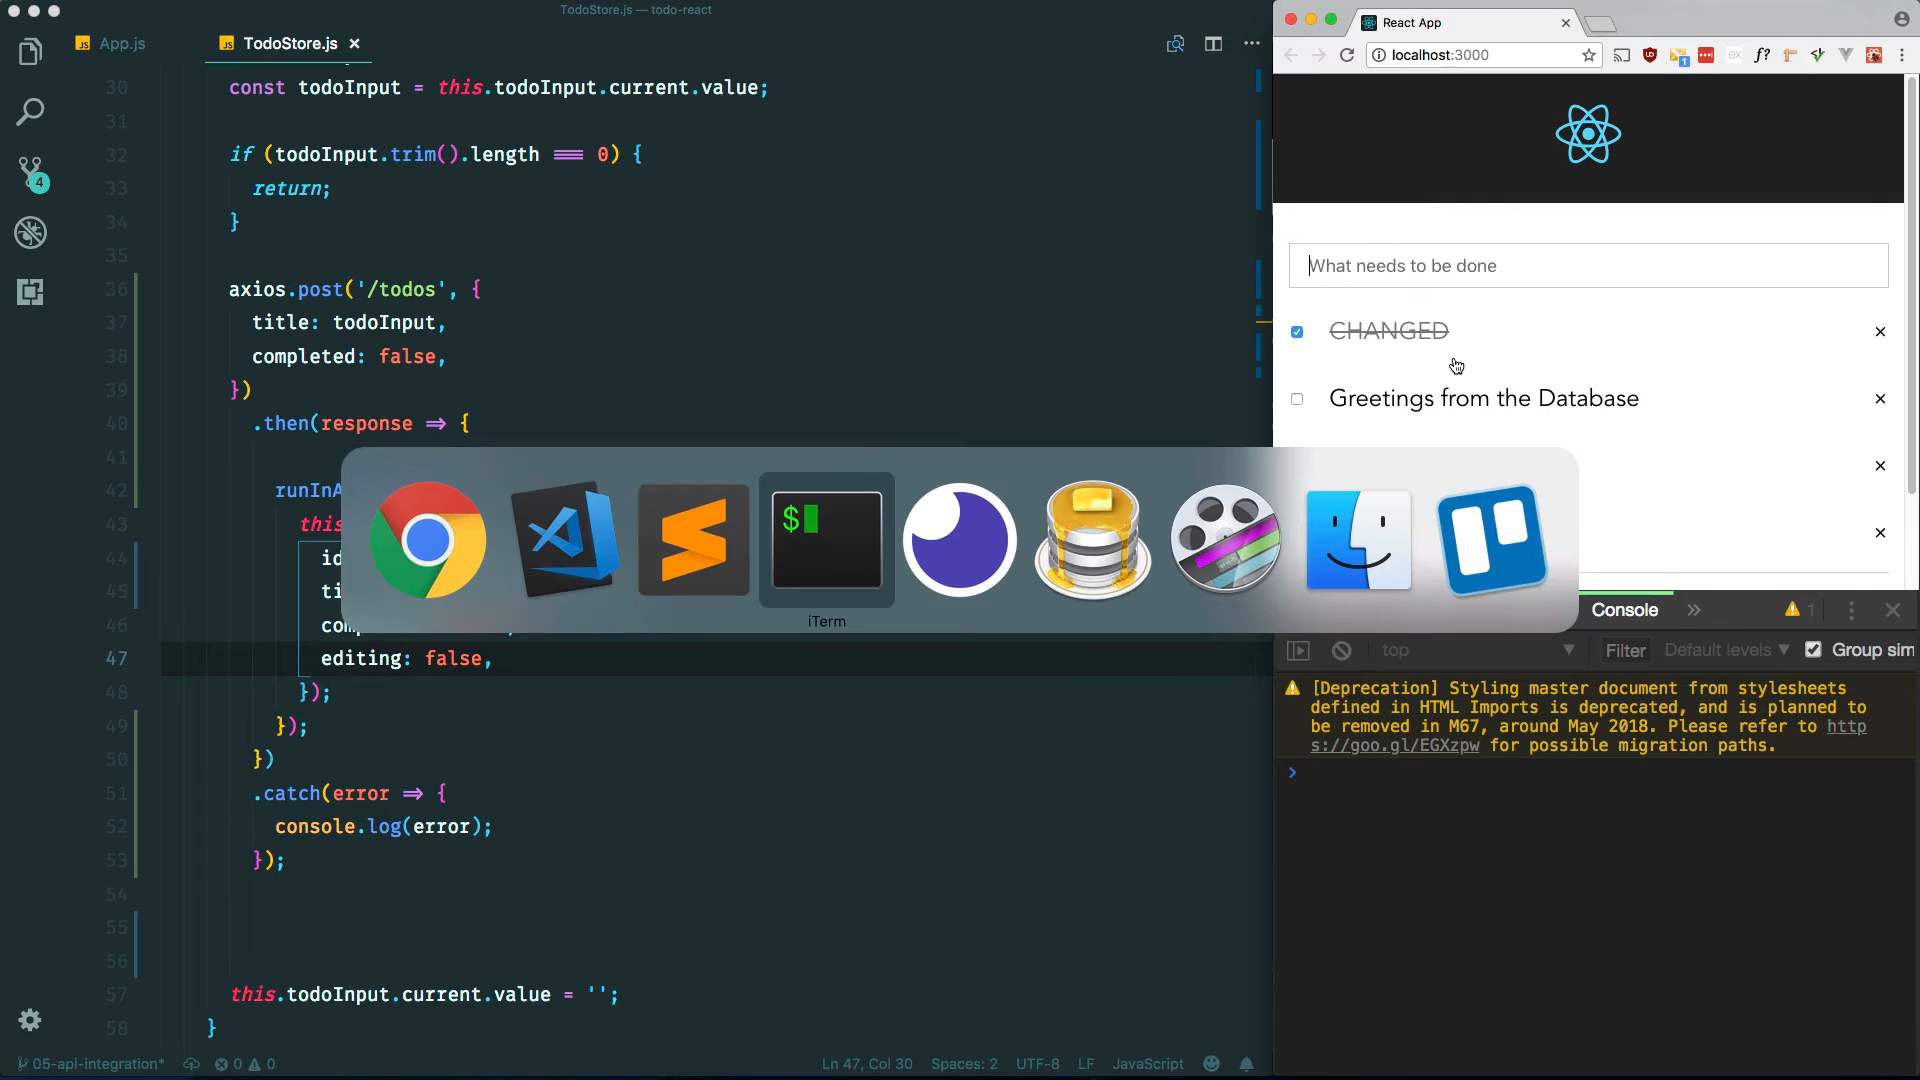 TodoStore.js — todo-react
App.js
TodoStore.js
30 const todoInput = this.todoInput.current.value;
31
32 if (todoInput.trim().length === 0) {
33 return;
34 }
35
36 axios.post('/todos', {
37 title: todoInput,
38 completed: false,
39 })
40 .then(response => {
41
42 runInA
43 this
44 id
45 ti
46 com
47 editing: false,
48 });
49 });
50 })
51 .catch(error => {
52 console.log(error);
53 });
54
55
56
57 this.todoInput.current.value = '';
58 }
4
$
iTerm
05-api-integration*
0
0
Ln 47, Col 30
Spaces: 2
UTF-8
LF
JavaScript
React App
localhost:3000
1
ex
f?
What needs to be done
CHANGED
Greetings from the Database
Console
1
top
Filter
Default levels
Group sim
[Deprecation] Styling master document from stylesheets
defined in HTML Imports is deprecated, and is planned to
be removed in M67, around May 2018. Please refer to http
s://goo.gl/EGXzpw for possible migration paths.